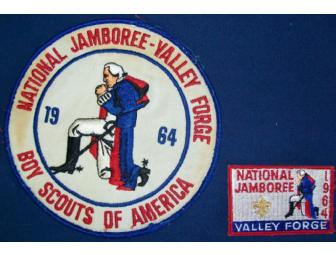 NATIONAL JAMBOREE-VALLEY FORGE
19 64
BOY SCOUTS OF AMERICA
NATIONAL
JAMBOREE
1964
VALLEY FORGE